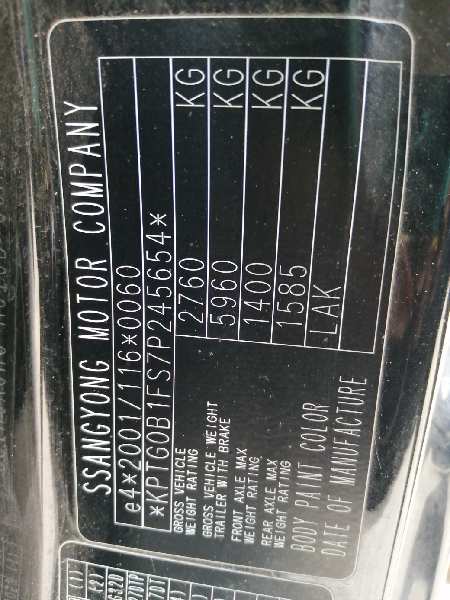 SSANGYONG MOTOR COMPANY
e4*2001/116*0060
*KPTG0B1FS7P245654*
GROSS VEHICLE
WEIGHT RATING 2760 KG
GROSS VEHICLE WEIGHT
TRAILER WITH BRAKE 5960 KG
FRONT AXLE MAX
WEIGHT RATING 1400 KG
REAR AXLE MAX
WEIGHT RATING 1585 KG
BODY PAINT COLOR LAK
DATE OF MANUFACTURE